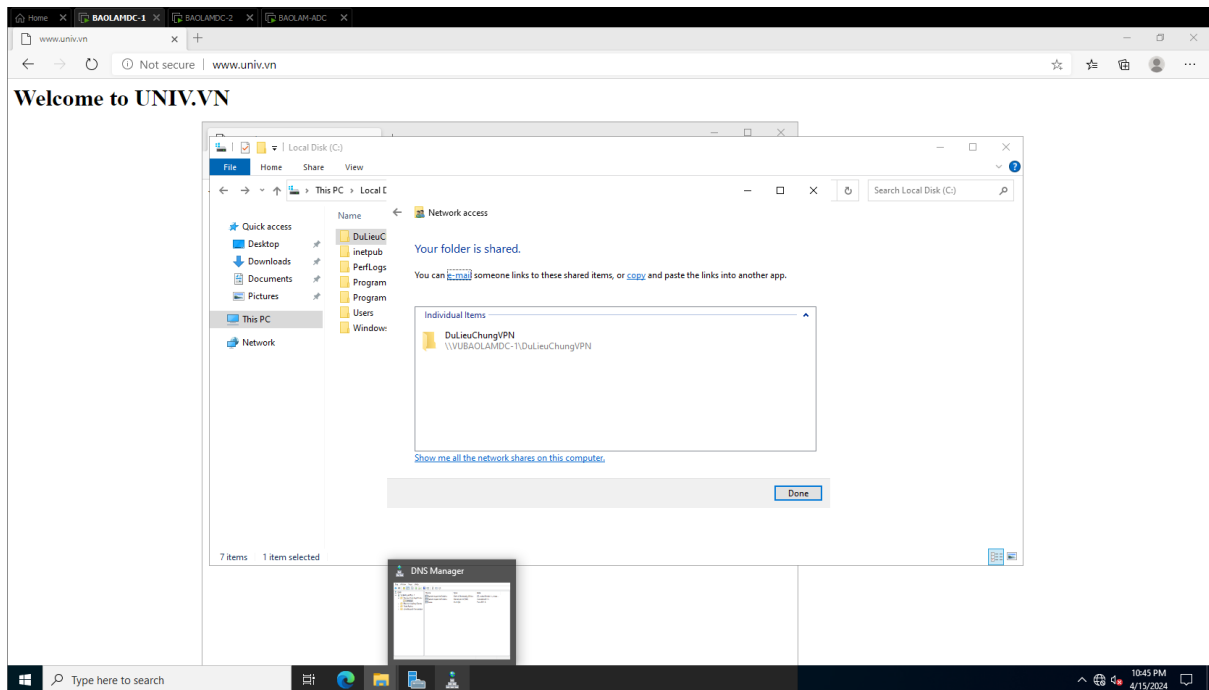 Home BAOLAMDC-1 BAOLAMDC-2 BAOLAM-ADC
www.univ.vn
Not secure www.univ.vn
Welcome to UNIV.VN
Local Disk (C:)
File Home Share View
This PC Local D
Search Local Disk (C:)
Network access
Name
Quick access
DuLieuC
Desktop
inetpub
Downloads
PerfLogs
Documents
Program
Pictures
Program
Users
This PC
Windows
Network
Your folder is shared.
You can e-mail someone links to these shared items, or copy and paste the links into another app.
Individual Items
DuLieuChungVPN
\\VUBAOLAMDC-1\DuLieuChungVPN
Show me all the network shares on this computer.
Done
7 items 1 item selected
DNS Manager
Type here to search
10:45 PM
4/15/2024